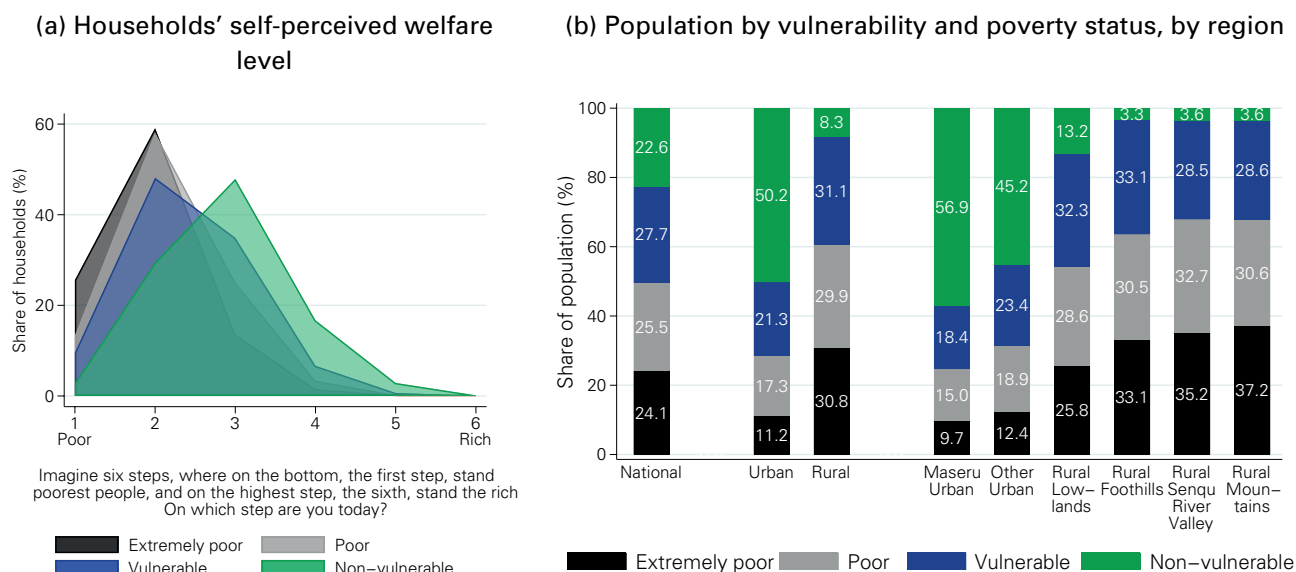 (a) Households' self-perceived welfare
level
Share of households (%)
60
40
20
0
1 2 3 4 5 6
Poor Rich
Imagine six steps, where on the bottom, the first step, stand
poorest people, and on the highest step, the sixth, stand the rich
On which step are you today?
Extremely poor Poor
Vulnerable Non-vulnerable
(b) Population by vulnerability and poverty status, by region
Share of population (%)
100
80
60
40
20
0
22.6 50.2 8.3 56.9 45.2 13.2 3.3 3.6 3.6
27.7 21.3 31.1 18.4 23.4 32.3 33.1 28.5 28.6
25.5 17.3 29.9 15.0 18.9 28.6 30.5 32.7 30.6
24.1 11.2 30.8 9.7 12.4 25.8 33.1 35.2 37.2
National Urban Rural Maseru Other Rural Rural Rural Rural
Urban Urban Low- Foothills Senqu Moun-
lands River tains
Valley
Extremely poor Poor Vulnerable Non-vulnerable